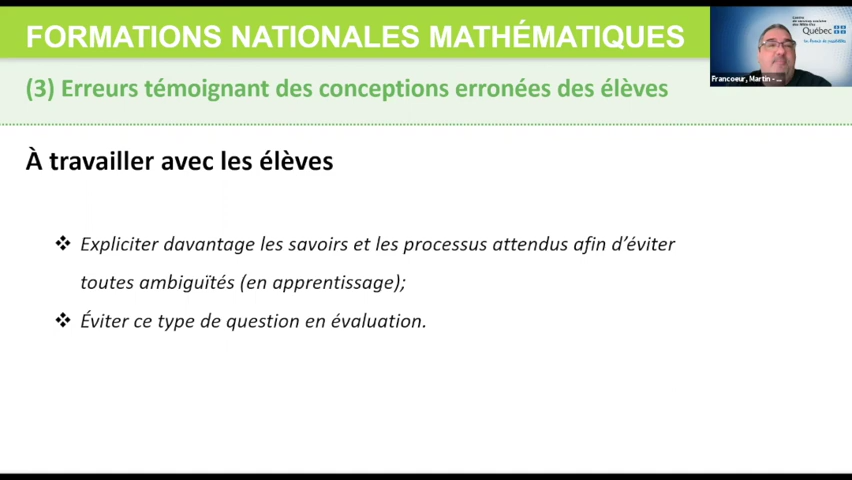 FORMATIONS NATIONALES MATHÉMATIQUES
(3) Erreurs témoignant des conceptions erronées des élèves
À travailler avec les élèves
❖ Expliciter davantage les savoirs et les processus attendus afin d’éviter
toutes ambiguïtés (en apprentissage);
❖ Éviter ce type de question en évaluation.
Québec
Francoeur, Martin - ...